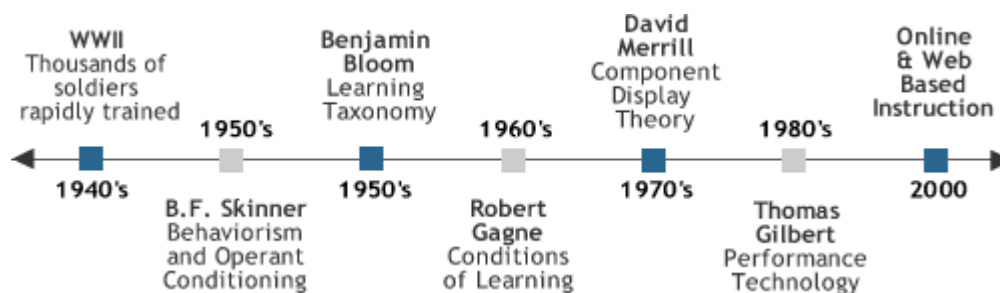 WWII
Thousands of
soldiers
rapidly trained
1940's
1950's
B.F. Skinner
Behaviorism
and Operant
Conditioning
Benjamin
Bloom
Learning
Taxonomy
1950's
1960's
Robert
Gagne
Conditions
of Learning
David
Merrill
Component
Display
Theory
1970's
1980's
Thomas
Gilbert
Performance
Technology
Online
& Web
Based
Instruction
2000